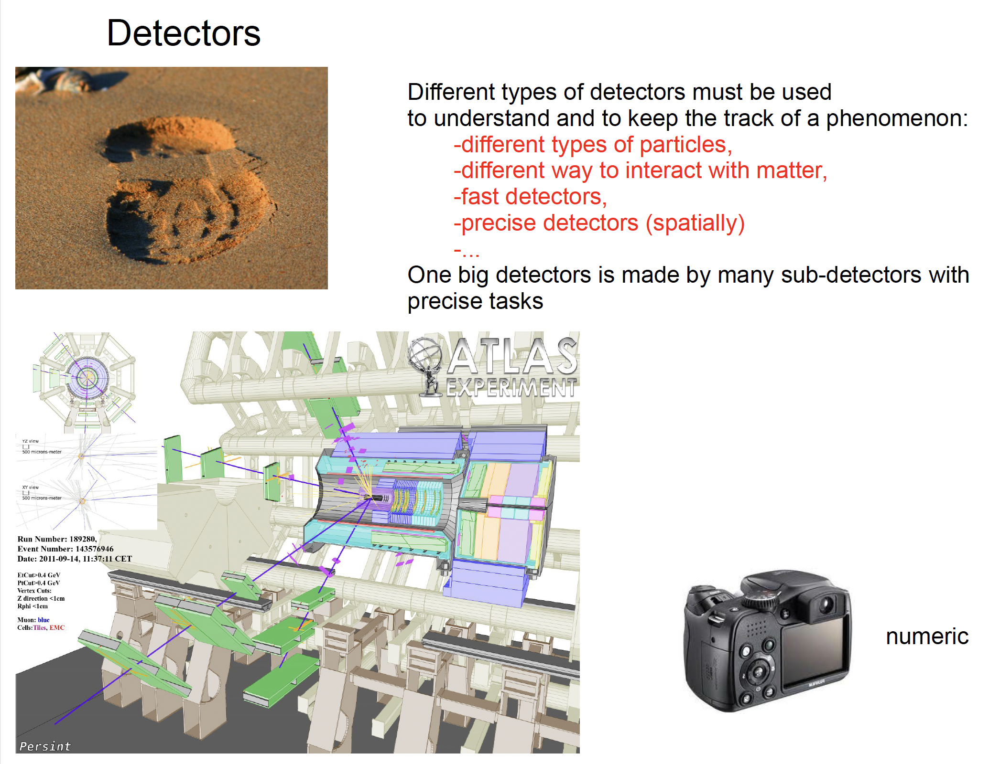 Detectors
Different types of detectors must be used
to understand and to keep the track of a phenomenon:
-different types of particles,
-different way to interact with matter,
-fast detectors,
-precise detectors (spatially)
-...
One big detectors is made by many sub-detectors with
precise tasks
ATLAS
EXPERIMENT
YZ view
500 microns-meter
XY view
500 microns-meter
Run Number: 189280,
Event Number: 143576946
Date: 2011-09-14, 11:37:11 CET
EtCut>0.4 GeV
PtCut>0.4 GeV
Vertex Cuts:
Z direction <1cm
Rphi <1cm
Muon: blue
Cells:Tiles, EMC
Persint
numeric